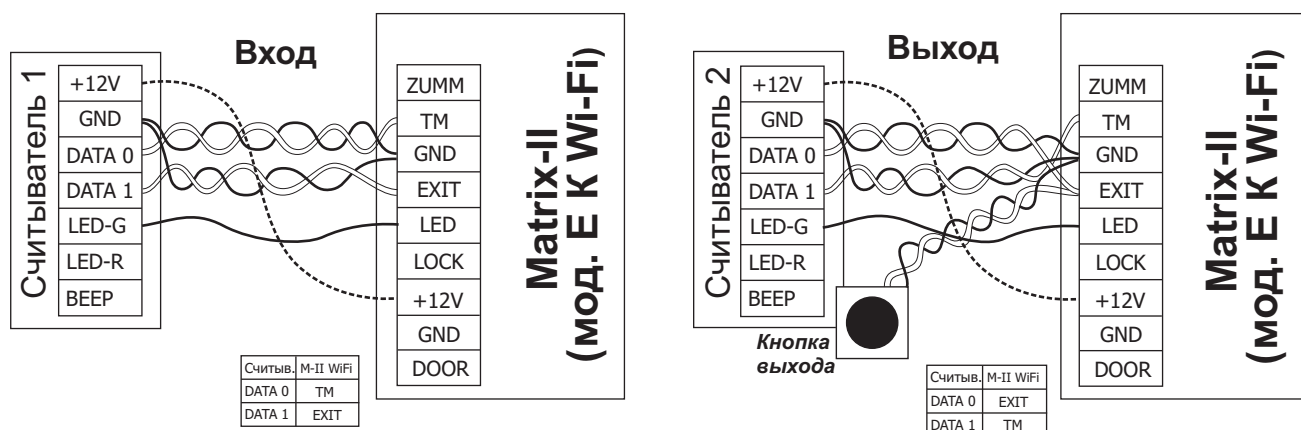 Вход
Считыватель 1
+12V
GND
DATA 0
DATA 1
LED-G
LED-R
BEEP
ZUMM
TM
GND
EXIT
LED
LOCK
+12V
GND
DOOR
Matrix-II
(мод. E K Wi-Fi)
Считыв. M-II WiFi
DATA 0 TM
DATA 1 EXIT
Выход
Считыватель 2
+12V
GND
DATA 0
DATA 1
LED-G
LED-R
BEEP
Кнопка
выхода
ZUMM
TM
GND
EXIT
LED
LOCK
+12V
GND
DOOR
Matrix-II
(мод. E K Wi-Fi)
Считыв. M-II WiFi
DATA 0 EXIT
DATA 1 TM